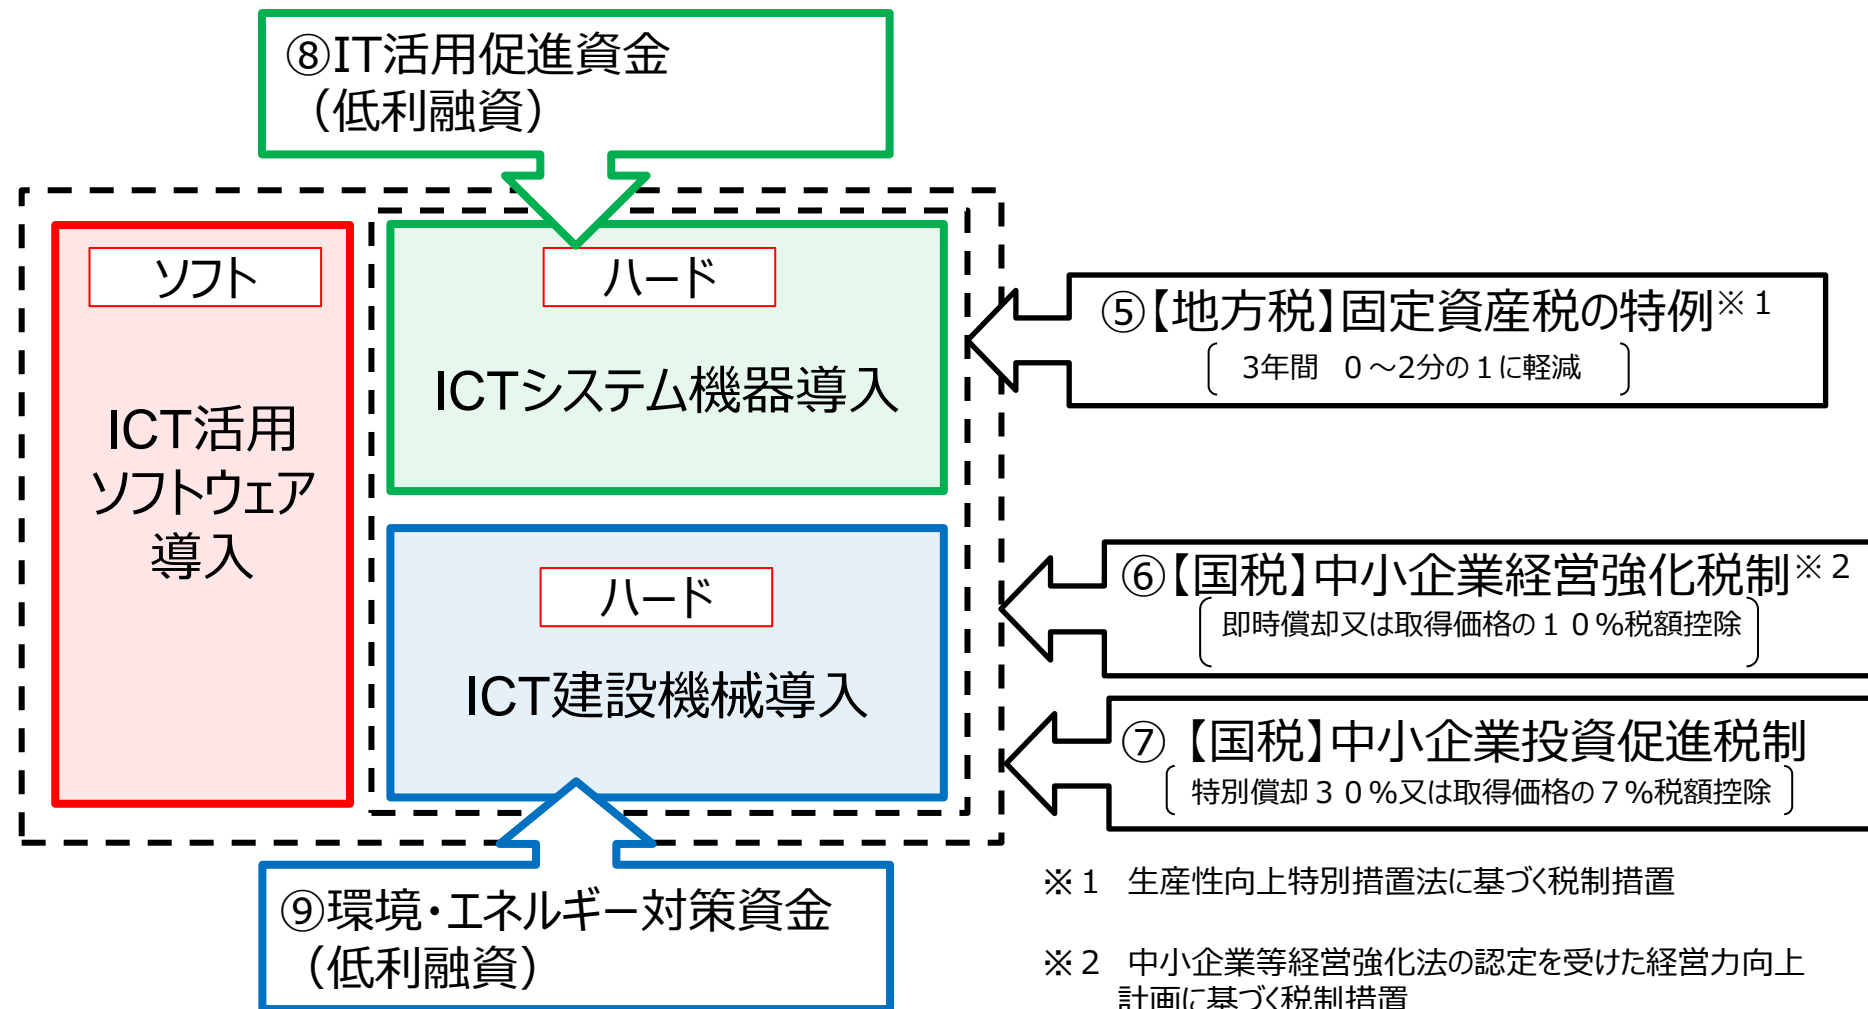 ⑧IT活用促進資金
（低利融資）
ソフト
ICT活用
ソフトウェア
導入
ハード
ICTシステム機器導入
ハード
ICT建設機械導入
⑤【地方税】固定資産税の特例※１
3年間　０～2分の１に軽減
⑥【国税】中小企業経営強化税制※２
即時償却又は取得価格の１０％税額控除
⑦【国税】中小企業投資促進税制
特別償却３０％又は取得価格の７％税額控除
⑨環境・エネルギー対策資金
（低利融資）
※１　生産性向上特別措置法に基づく税制措置
※２　中小企業等経営強化法の認定を受けた経営力向上
計画に基づく税制措置